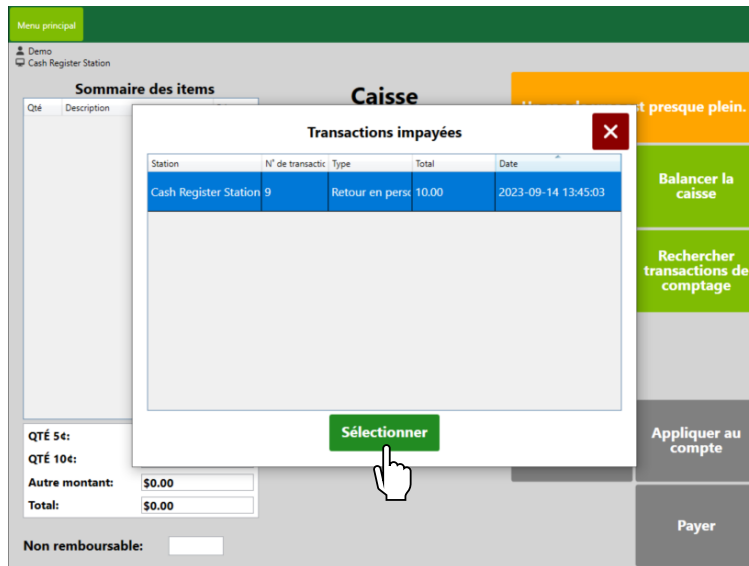 Menu principal
Demo
Cash Register Station
Sommaire des items
Qté Description
Caisse
st presque plein.
Transactions impayées
Station N° de transactic Type Total Date
Cash Register Station 9 Retour en perso 10.00 2023-09-14 13:45:03
Balancer la
caisse
Rechercher
transactions de
comptage
Sélectionner
QTÉ 5¢:
QTÉ 10¢:
Autre montant: $0.00
Total: $0.00
Non remboursable:
Appliquer au
compte
Payer